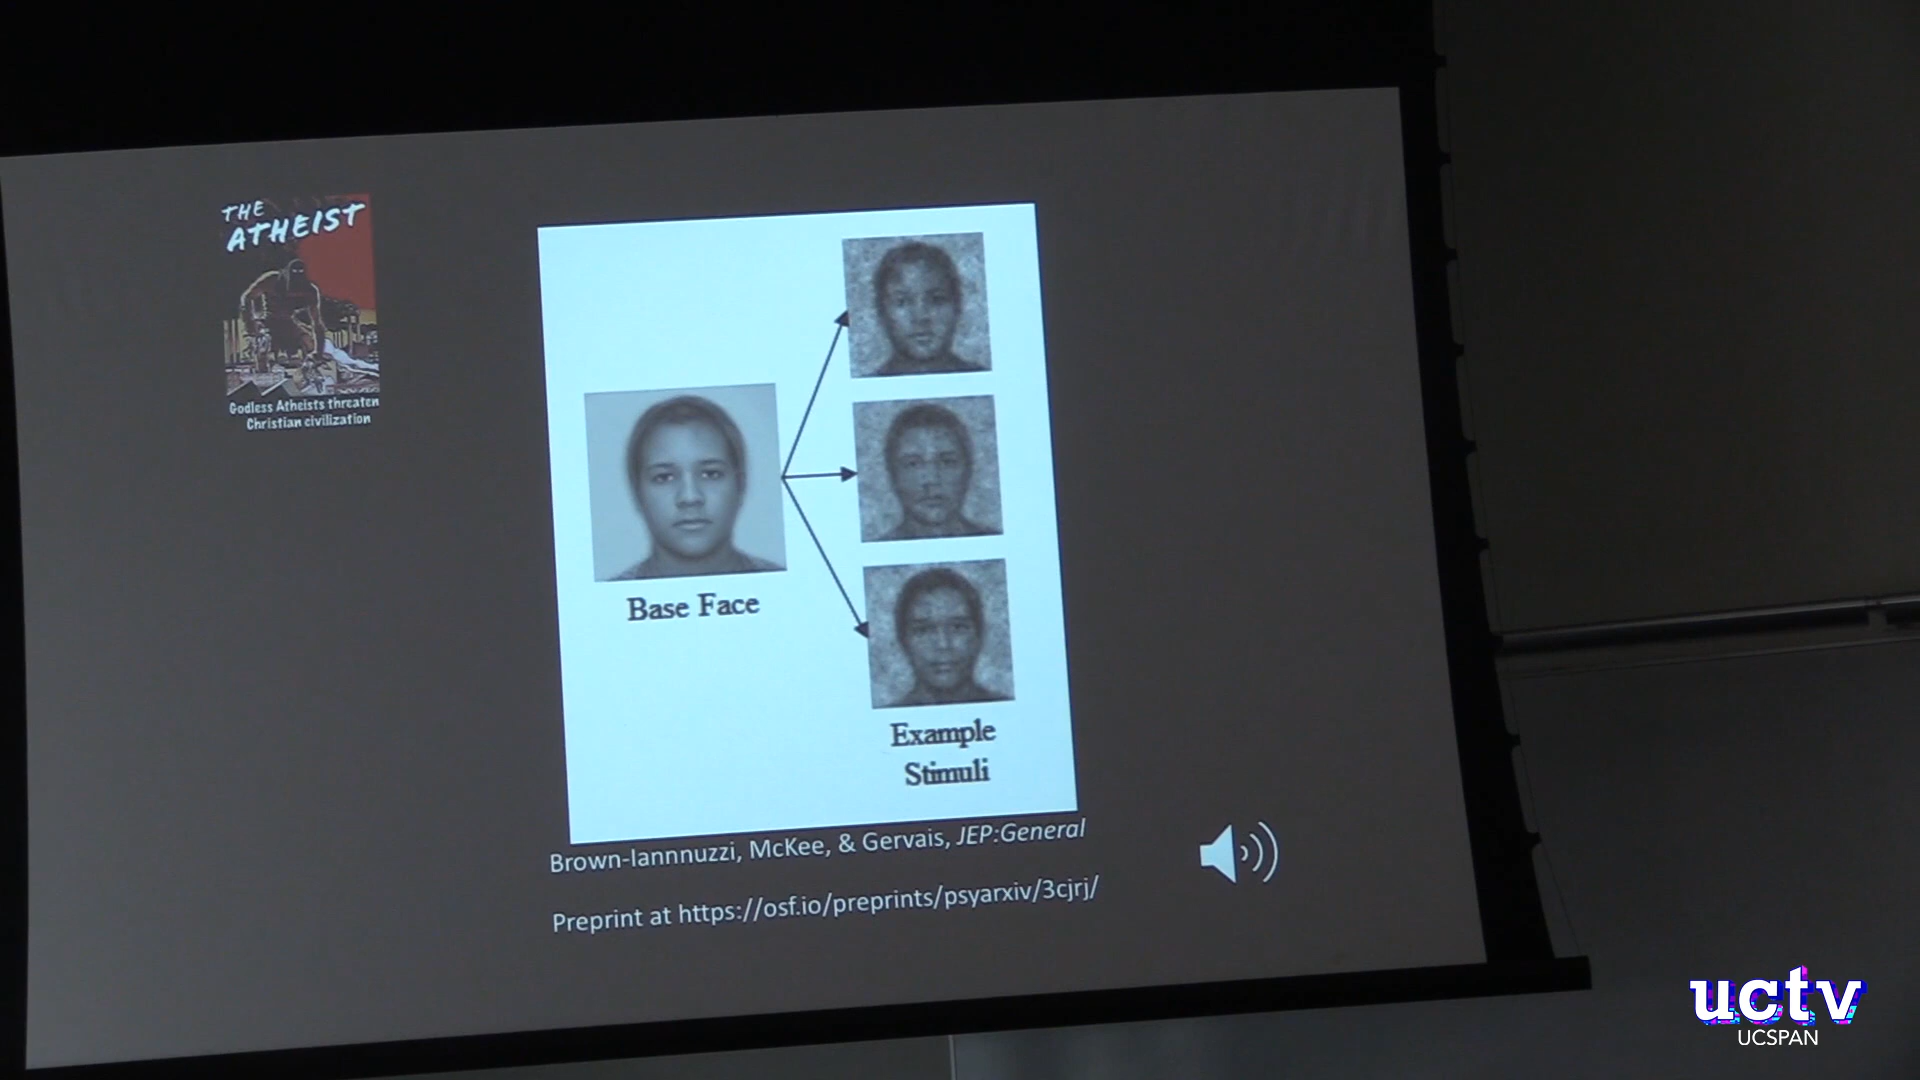 THE
ATHEIST
Godless Atheists threaten
Christian civilization
Base Face
Example
Stimuli
Brown-Iannnuzzi, McKee, & Gervais, JEP:General
Preprint at https://osf.io/preprints/psyarxiv/3cjrj/
uctv
UCSPAN